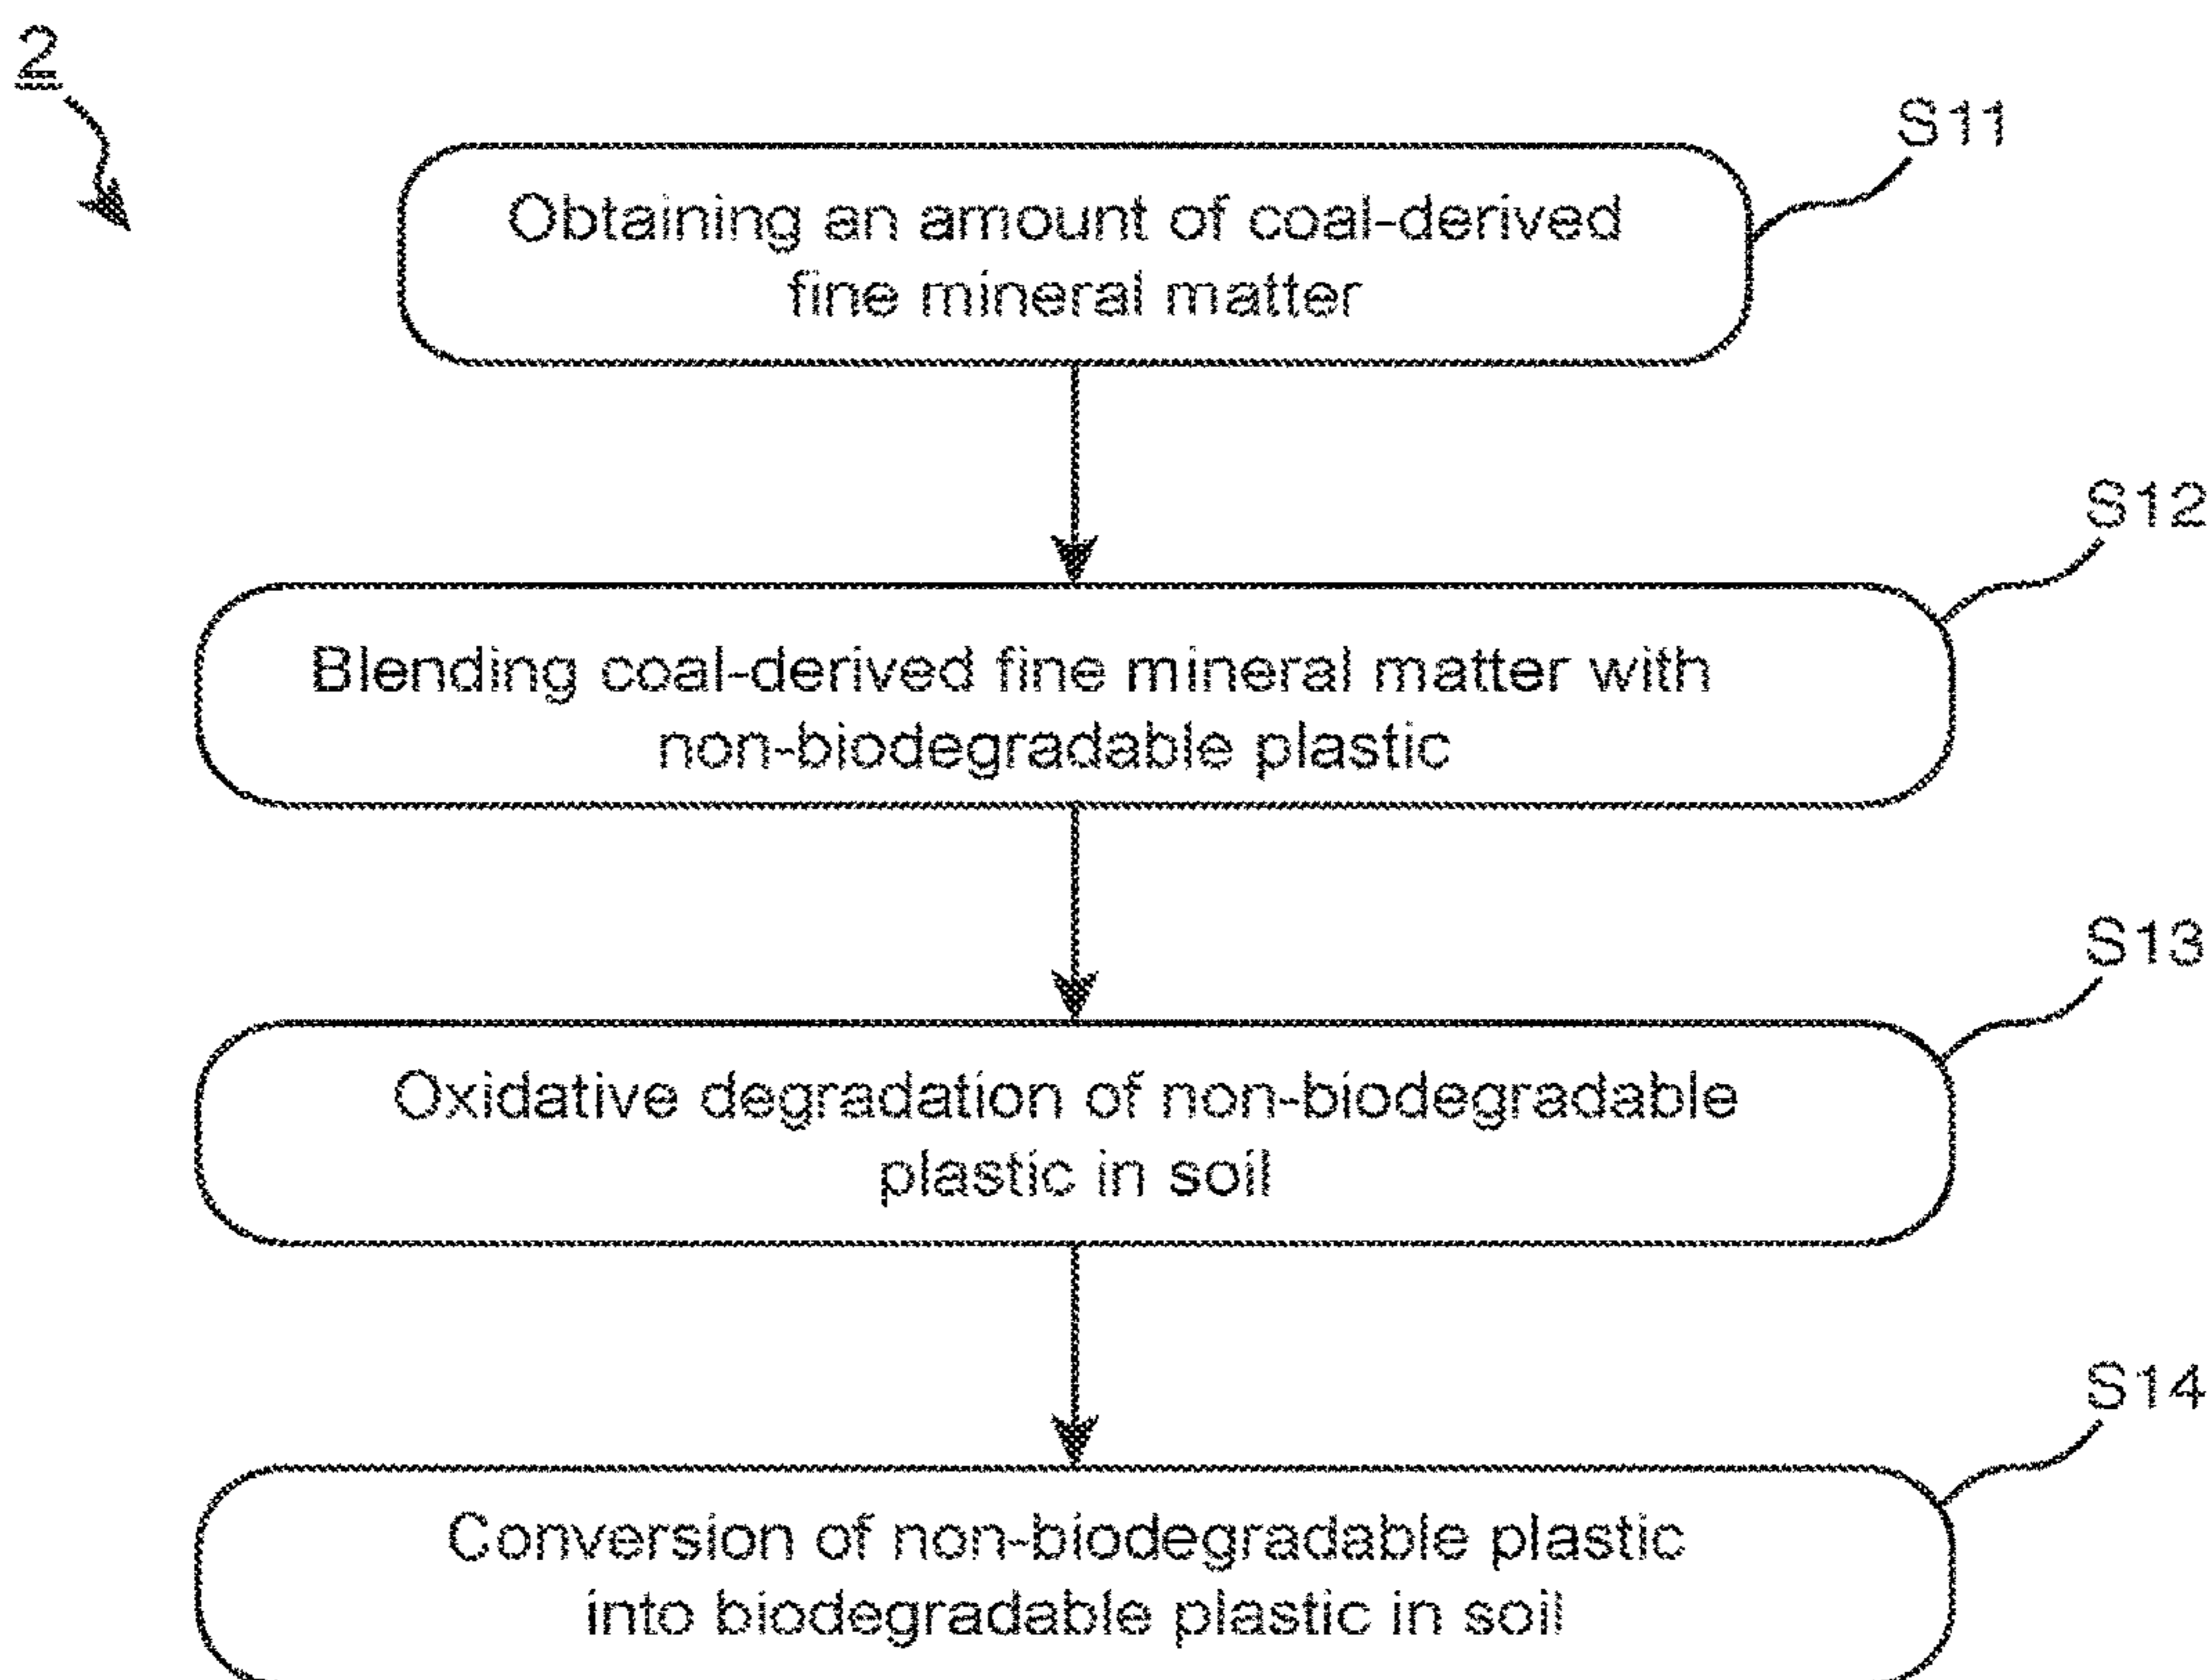 2
S11
Obtaining an amount of coal-derived
fine mineral matter
S12
Blending coal-derived fine mineral matter with
non-biodegradable plastic
S13
Oxidative degradation of non-biodegradable
plastic in soil
S14
Conversion of non-biodegradable plastic
into biodegradable plastic in soil